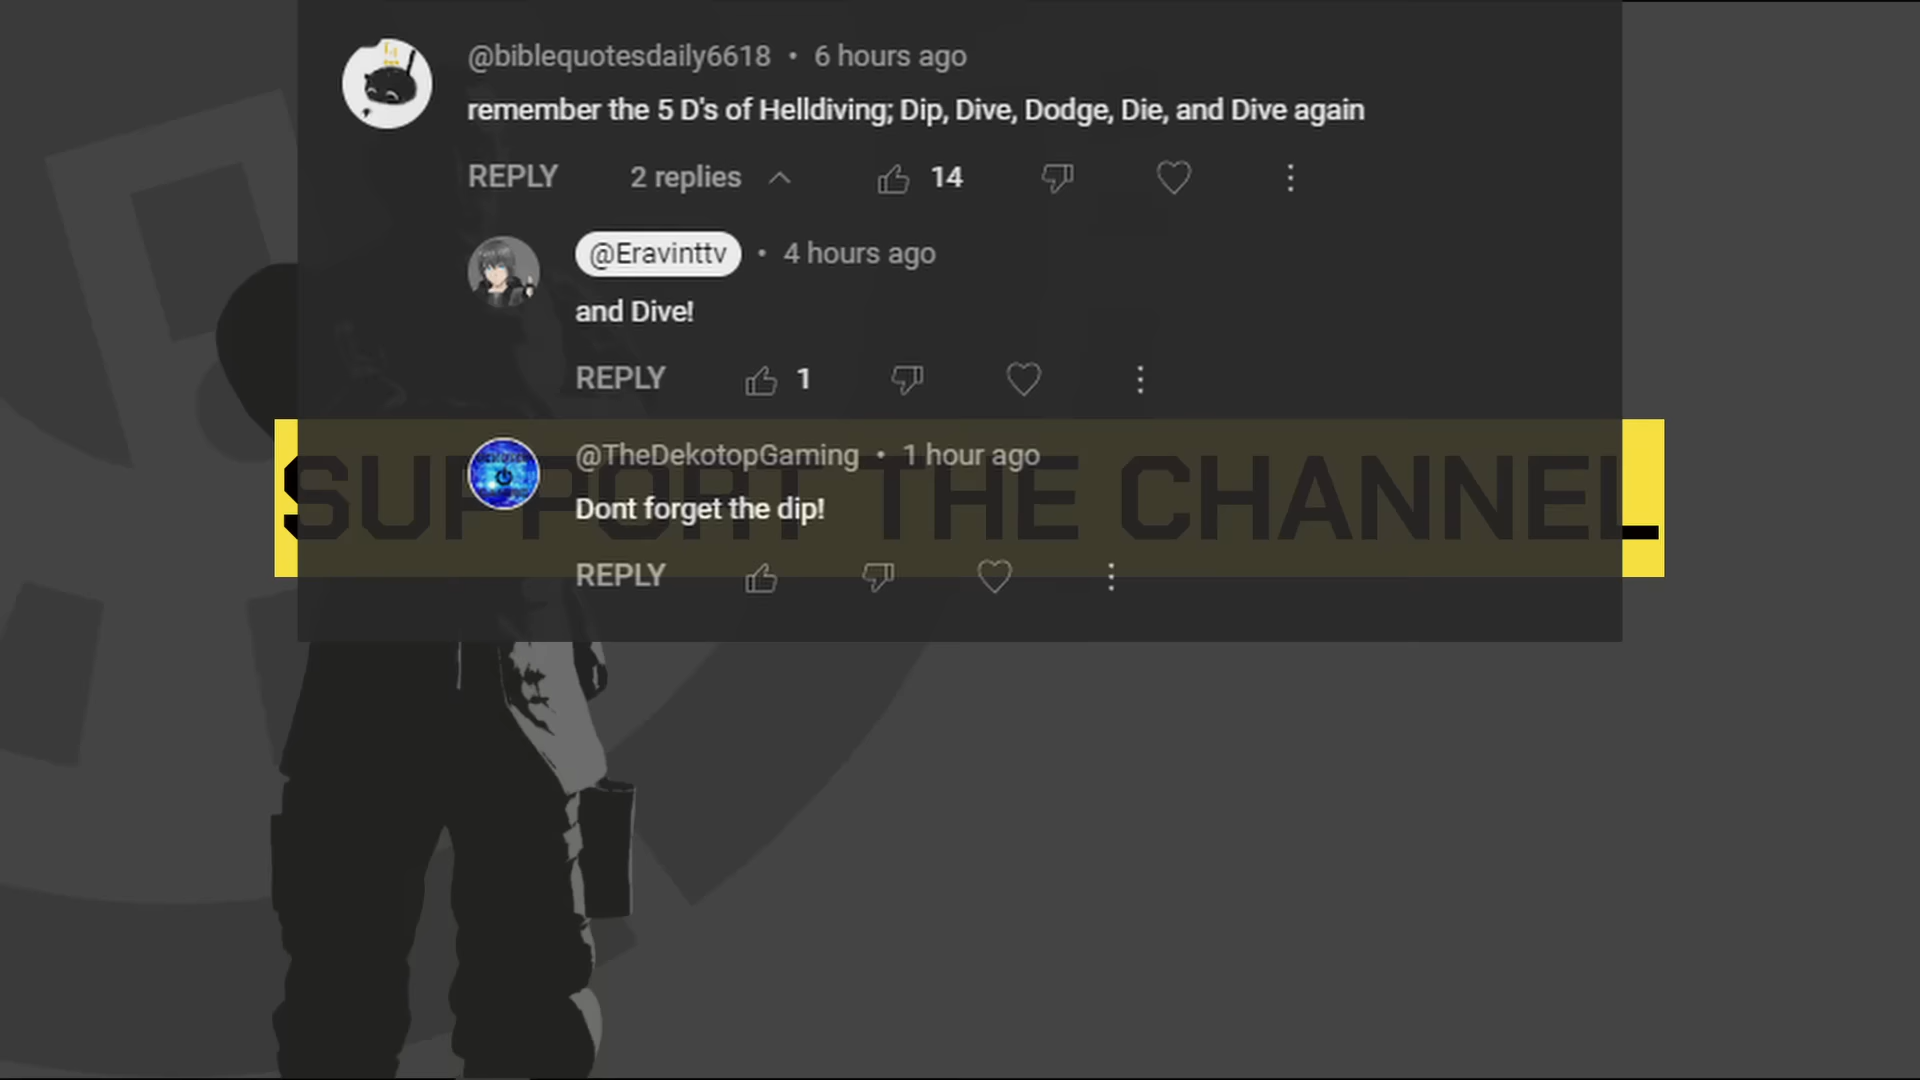 @biblequotesdaily6618 • 6 hours ago
remember the 5 D's of Helldiving; Dip, Dive, Dodge, Die, and Dive again
REPLY 2 replies 14
@Eravinttv • 4 hours ago
and Dive!
REPLY 1
@TheDekotopGaming • 1 hour ago
SUPPORT THE CHANNEL
Dont forget the dip!
REPLY